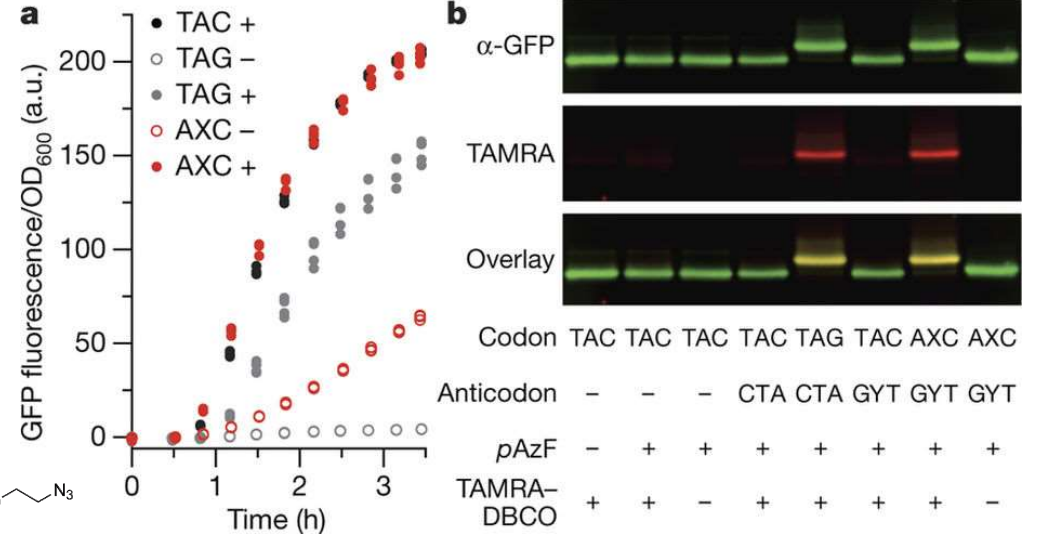 a
GFP fluorescence/OD600 (a.u.)
200
150
100
50
0
TAC +
TAG –
TAG +
AXC –
AXC +
0 1 2 3
Time (h)
N3
b
α-GFP
TAMRA
Overlay
Codon TAC TAC TAC TAC TAG TAC AXC AXC
Anticodon – – – CTA CTA GYT GYT GYT
pAzF – + + + + + + +
TAMRA–
DBCO + + – + + + + –